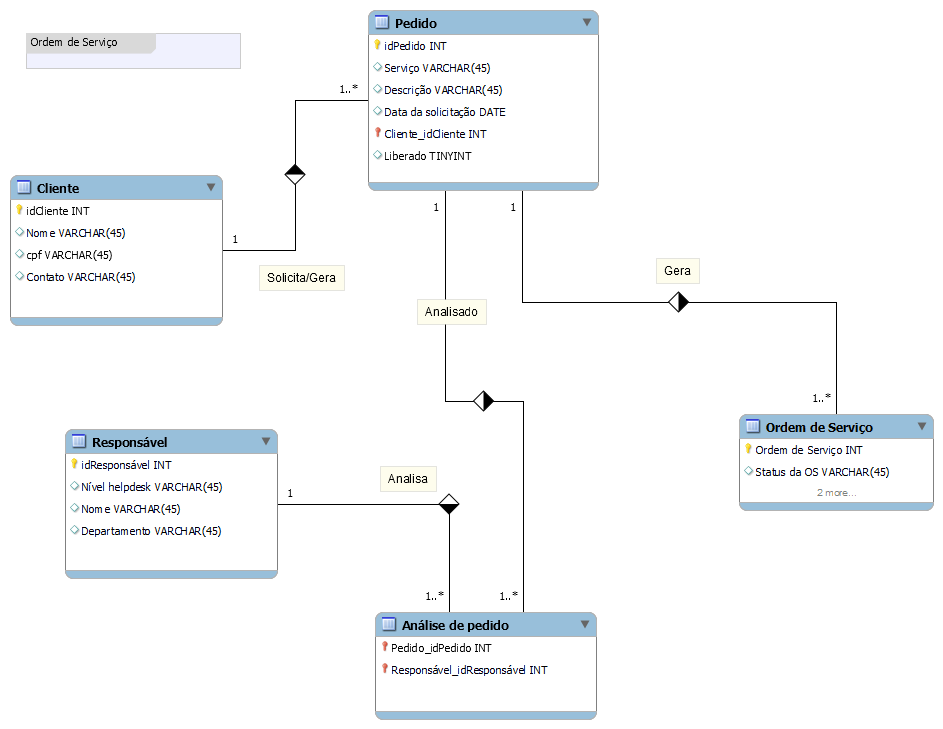 Ordem de Serviço
Pedido
idPedido INT
Serviço VARCHAR(45)
Descrição VARCHAR(45)
Data da solicitação DATE
Cliente_idCliente INT
Liberado TINYINT
1..*
Cliente
idCliente INT
Nome VARCHAR(45)
cpf VARCHAR(45)
Contato VARCHAR(45)
1
Solicita/Gera
1
1
Gera
Analisado
1..*
Ordem de Serviço
Ordem de Serviço INT
Status da OS VARCHAR(45)
2 more...
Responsável
idResponsável INT
Nível helpdesk VARCHAR(45)
Nome VARCHAR(45)
Departamento VARCHAR(45)
1
Analisa
1..*
1..*
Análise de pedido
Pedido_idPedido INT
Responsável_idResponsável INT